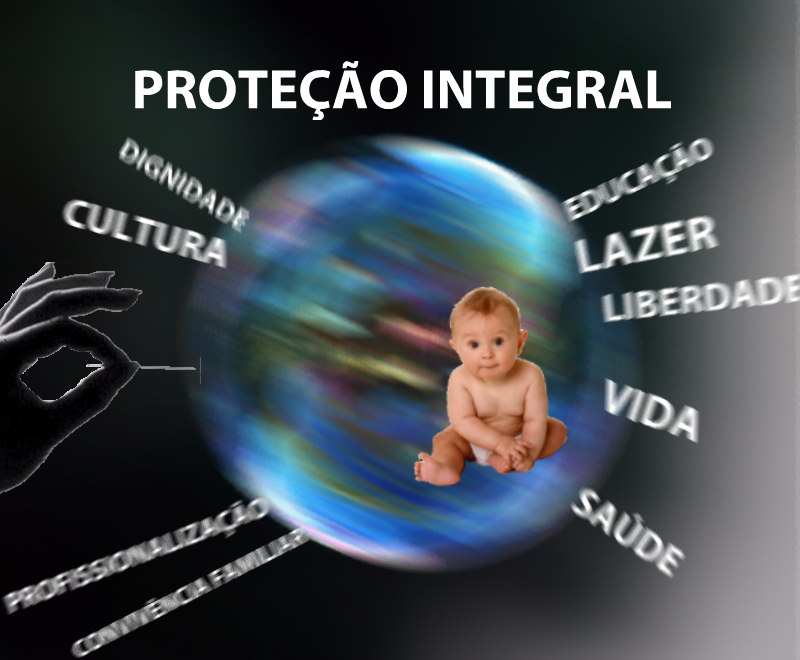 PROTEÇÃO INTEGRAL
DIGNIDADE
CULTURA
EDUCAÇÃO
LAZER
LIBERDADE
VIDA
SAÚDE
PROFISSIONALIZAÇÃO
CONVIVÊNCIA FAMILIAR